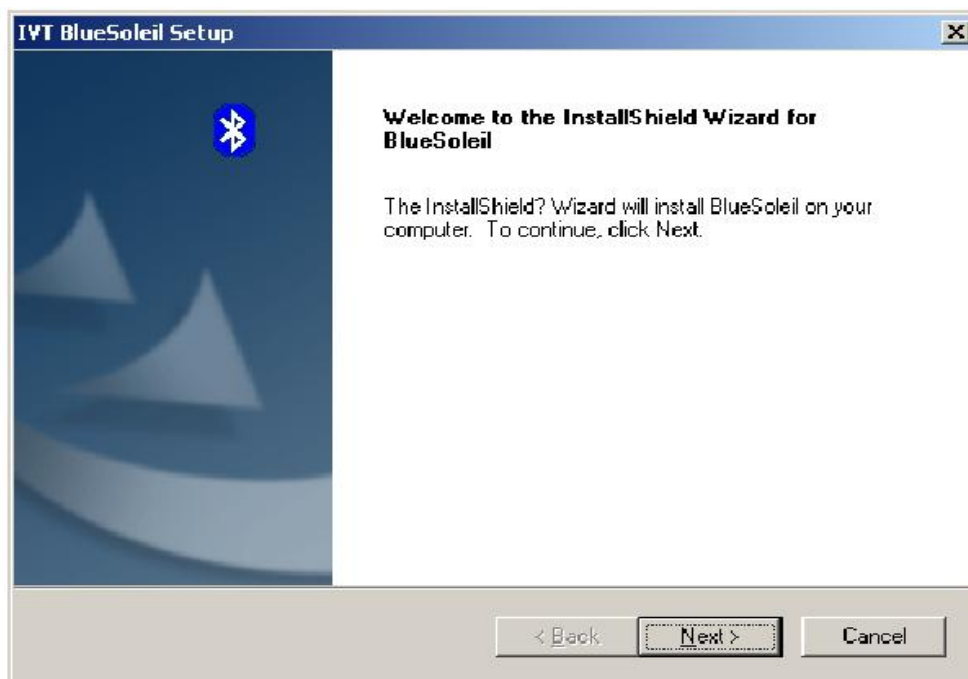 IVT BlueSoleil Setup
Welcome to the InstallShield Wizard for
BlueSoleil
The InstallShield? Wizard will install BlueSoleil on your
computer. To continue, click Next.
< Back
Next >
Cancel